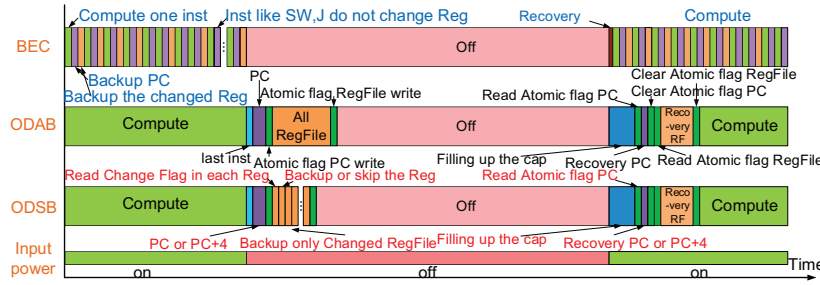 Compute one inst
Inst like SW,J do not change Reg
Recovery
Compute
BEC
Off
Backup PC
Backup the changed Reg
PC
Atomic flag RegFile write
Clear Atomic flag RegFile
Clear Atomic flag PC
Read Atomic flag PC
ODAB
Compute
All
RegFile
Off
Reco
-very
RF
Compute
last inst
Atomic flag PC write
Filling up the cap
Recovery PC
Read Atomic flag RegFile
Read Change Flag in each Reg
Backup or skip the Reg
Read Atomic flag PC
ODSB
Compute
...
Off
Reco
-very
RF
Compute
PC or PC+4
Backup only Changed RegFile
Filling up the cap
Recovery PC or PC+4
Input
power
on
off
on
Time